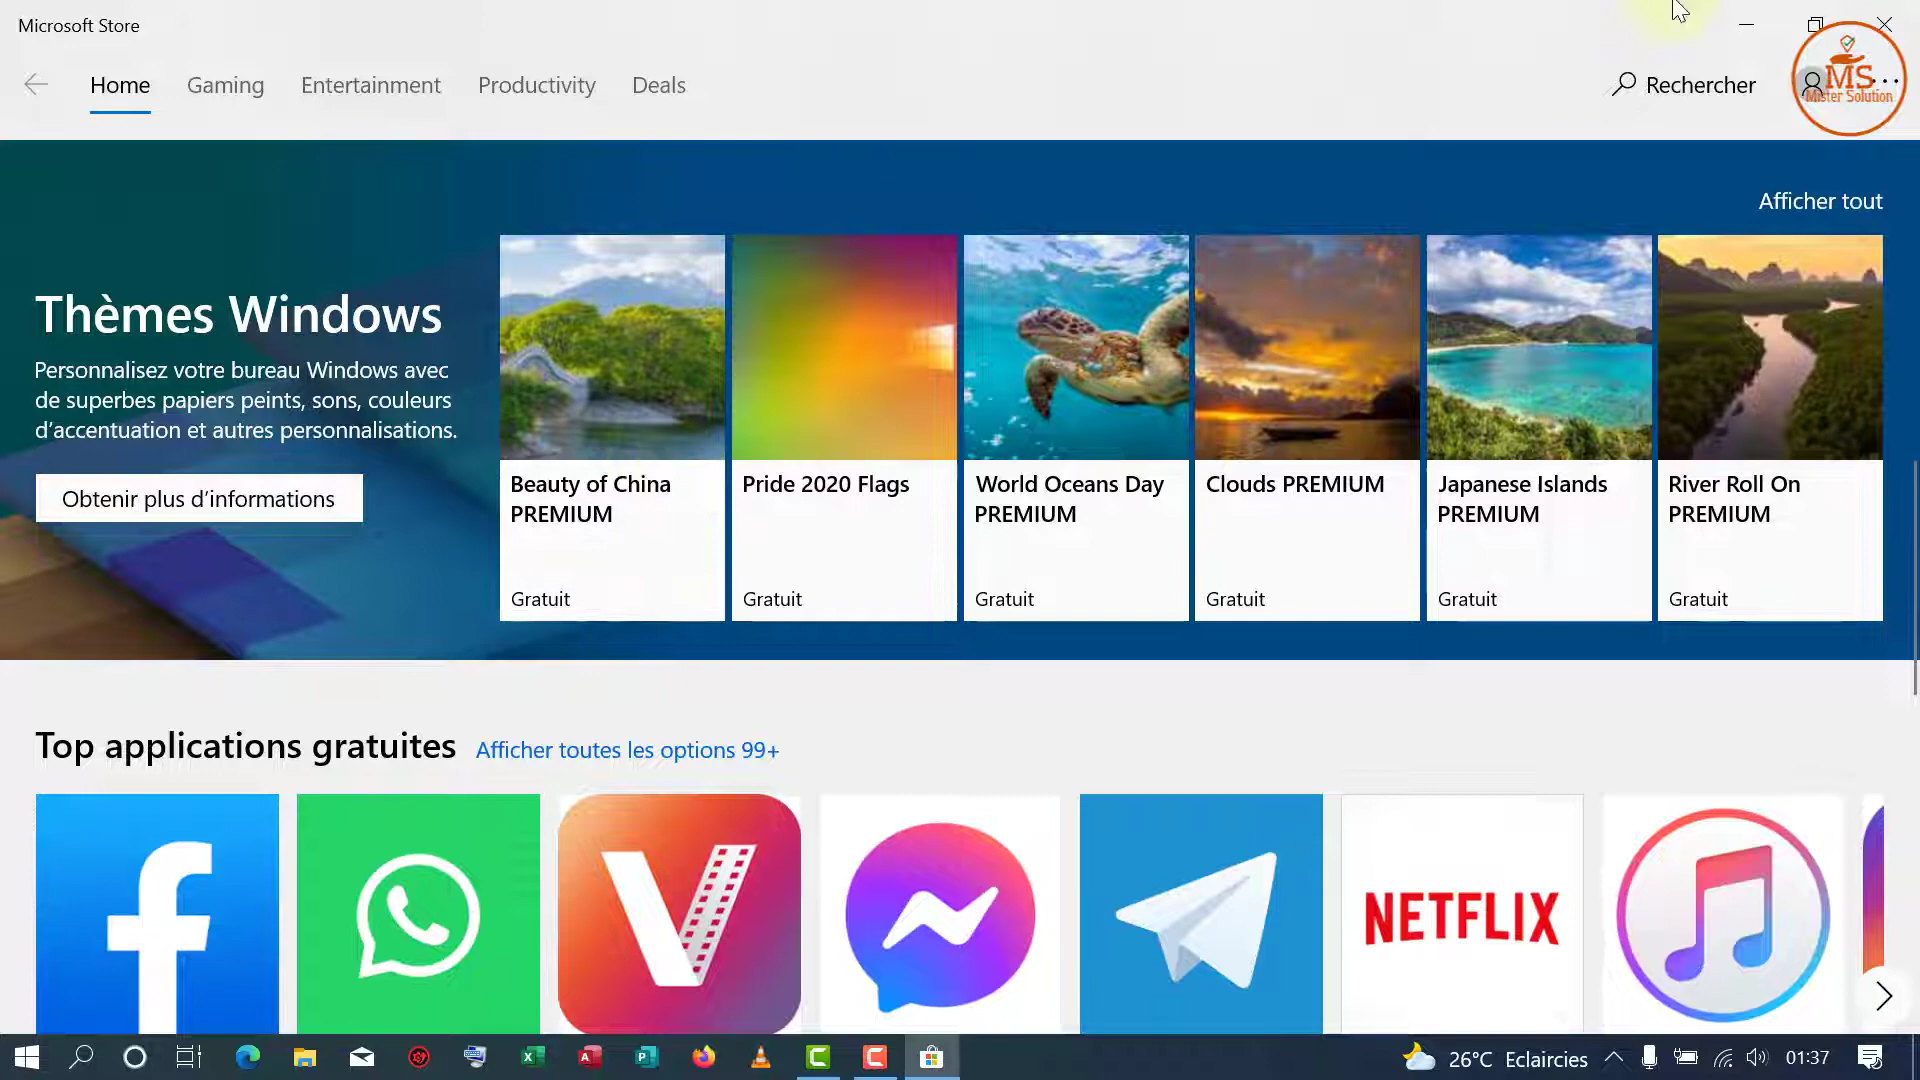 Microsoft Store
Home Gaming Entertainment Productivity Deals
Rechercher
MS
Mister Solution
Afficher tout
Thèmes Windows
Personnalisez votre bureau Windows avec
de superbes papiers peints, sons, couleurs
d’accentuation et autres personnalisations.
Obtenir plus d’informations
Beauty of China
PREMIUM
Gratuit
Pride 2020 Flags
Gratuit
World Oceans Day
PREMIUM
Gratuit
Clouds PREMIUM
Gratuit
Japanese Islands
PREMIUM
Gratuit
River Roll On
PREMIUM
Gratuit
Top applications gratuites Afficher toutes les options 99+
NETFLIX
26°C Eclaircies 01:37